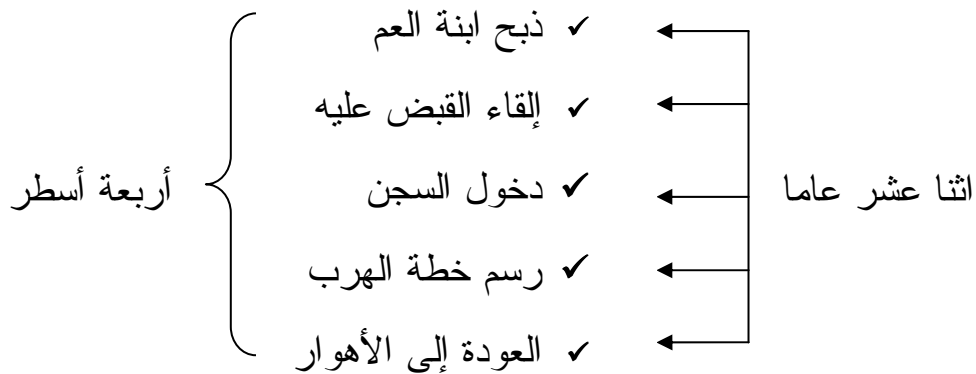 ✓ ذبح ابنة العم
✓ إلقاء القبض عليه
اثنا عشر عاما ✓ دخول السجن أربعة أسطر
✓ رسم خطة الهرب
✓ العودة إلى الأهوار